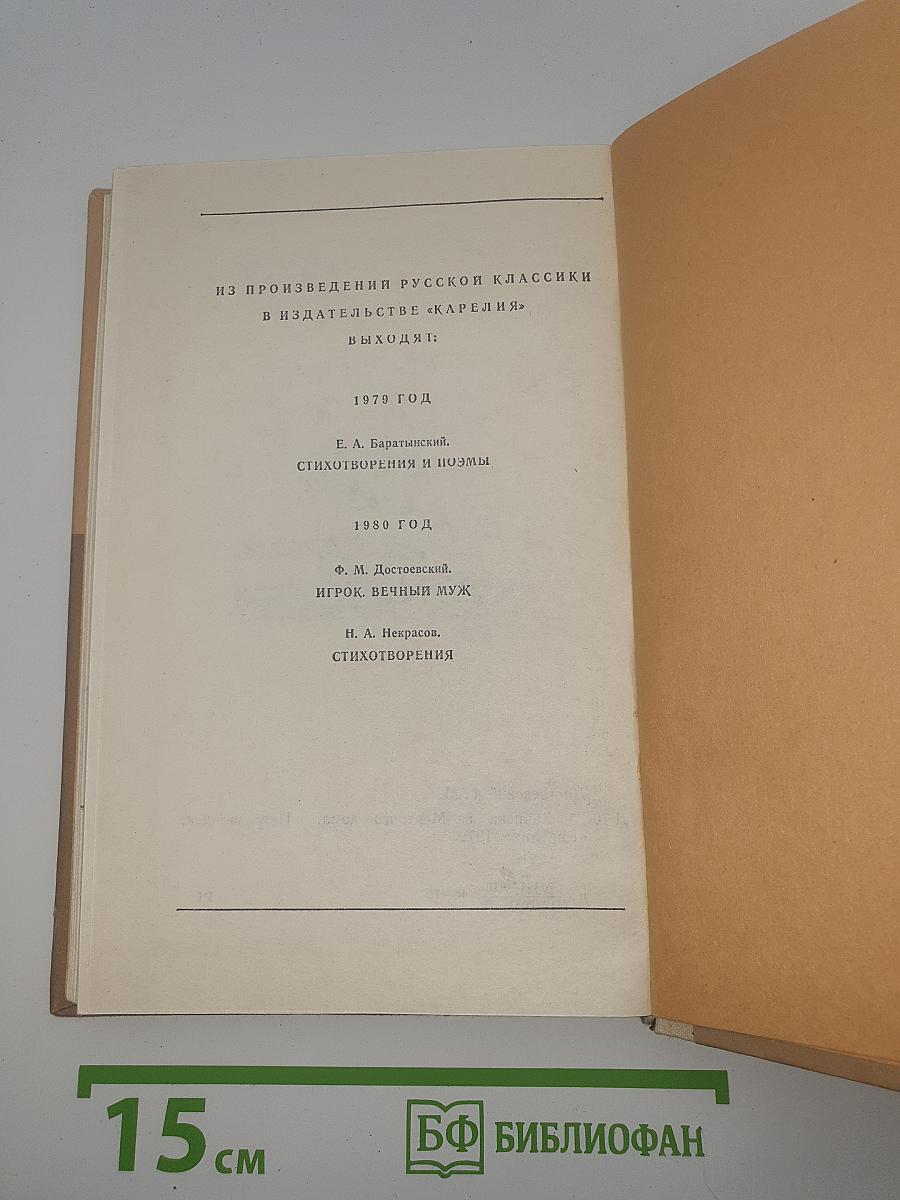 ИЗ ПРОИЗВЕДЕНИЙ РУССКОЙ КЛАССИКИ
В ИЗДАТЕЛЬСТВЕ «КАРЕЛИЯ»
ВЫХОДЯТ:
1979 ГОД
Е. А. Баратынский.
СТИХОТВОРЕНИЯ И ПОЭМЫ
1980 ГОД
Ф. М. Достоевский.
ИГРОК. ВЕЧНЫЙ МУЖ
Н. А. Некрасов.
СТИХОТВОРЕНИЯ
15 см
БФ БИБЛИОФАН